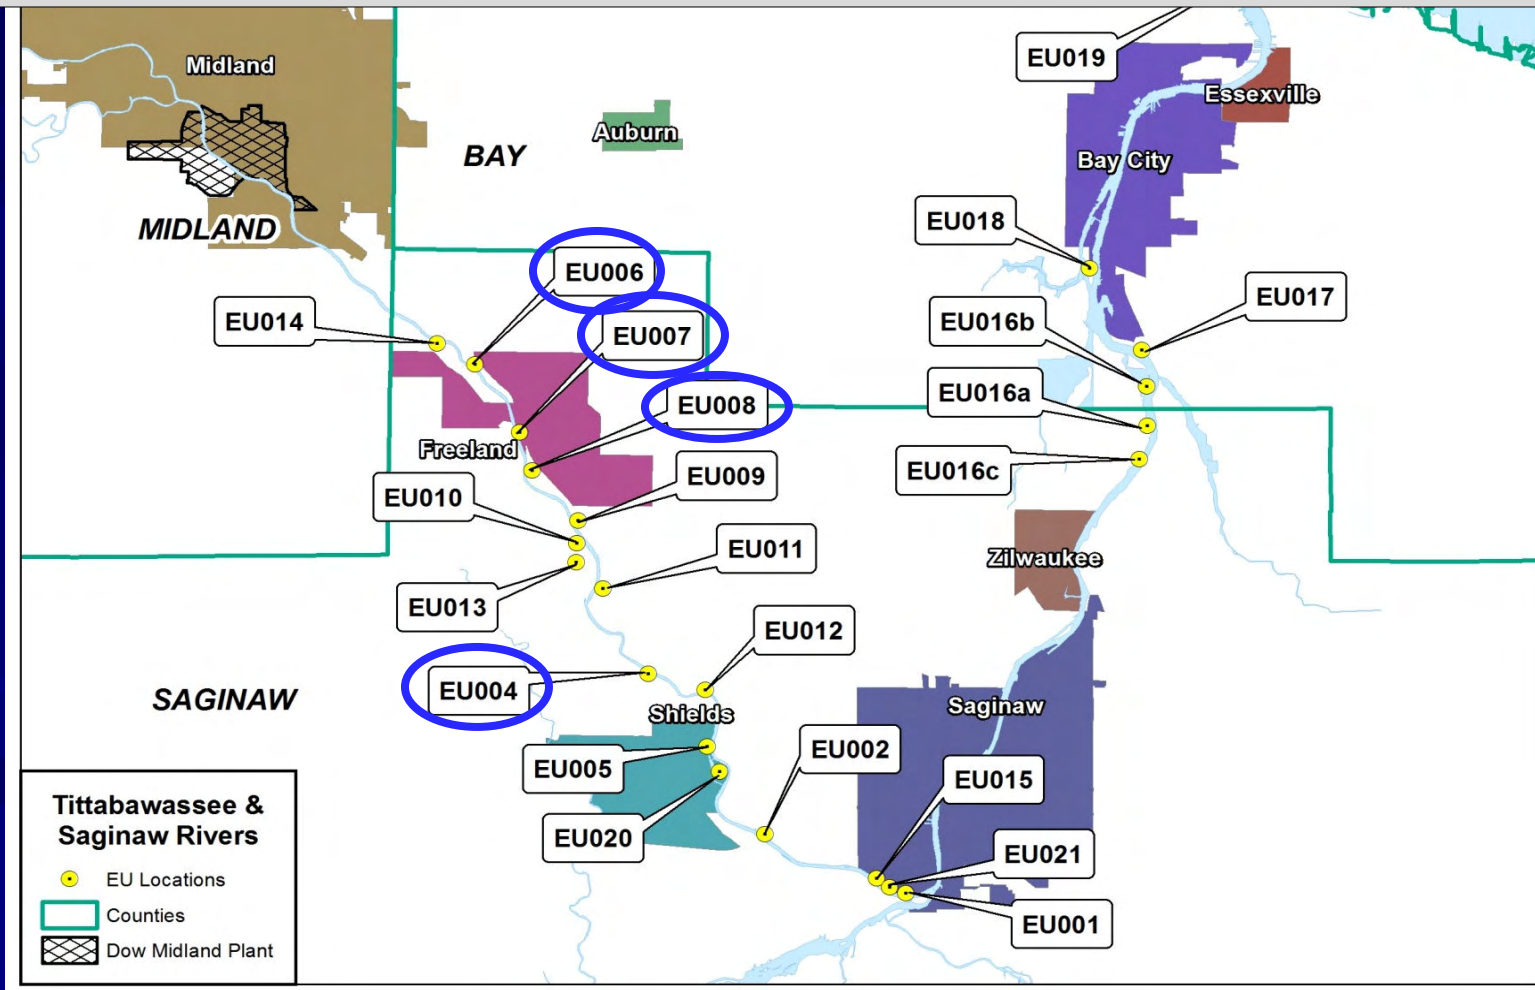 EU019
Midland
Essexville
Auburn
BAY
Bay City
EU018
MIDLAND
EU006
EU017
EU014
EU016b
EU007
EU016a
EU008
Freeland
EU016c
EU009
EU010
EU011
Zilwaukee
EU013
EU012
EU004
SAGINAW
Saginaw
Shields
EU002
EU005
EU015
Tittabawassee &
Saginaw Rivers
EU020
EU021
EU Locations
Counties
EU001
Dow Midland Plant